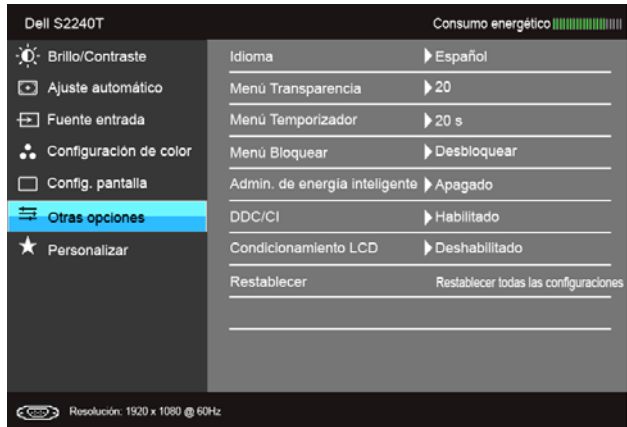 Dell S2240T Consumo energético
Brillo/Contraste
Ajuste automático
Fuente entrada
Configuración de color
Config. pantalla
Otras opciones
Personalizar
Idioma Español
Menú Transparencia 20
Menú Temporizador 20 s
Menú Bloquear Desbloquear
Admin. de energía inteligente Apagado
DDC/CI Habilitado
Condicionamiento LCD Deshabilitado
Restablecer Restablecer todas las configuraciones
Resolución: 1920 x 1080 @ 60Hz